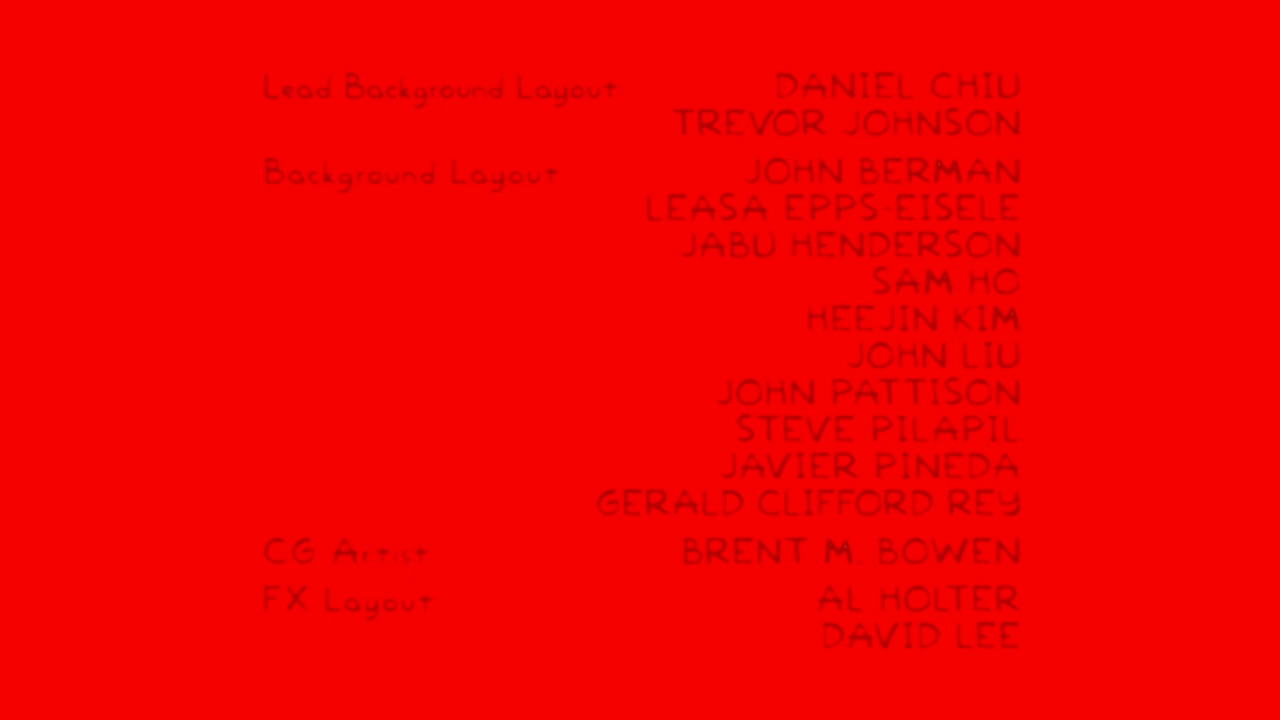 Lead Background Layout DANIEL CHIU
TREVOR JOHNSON
Background Layout JOHN BERMAN
LEASA EPPS-EISELE
JABU HENDERSON
SAM HO
HEEJIN KIM
JOHN LIU
JOHN PATTISON
STEVE PILAPIL
JAVIER PINEDA
GERALD CLIFFORD REY
CG Artist BRENT M. BOWEN
FX Layout AL HOLTER
DAVID LEE